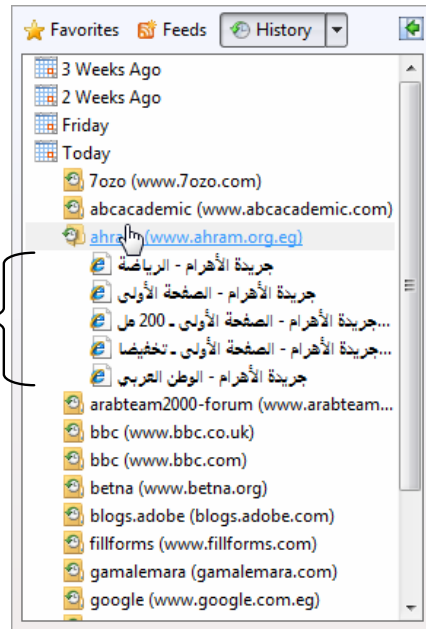 Favorites Feeds History
3 Weeks Ago
2 Weeks Ago
Friday
Today
7ozo (www.7ozo.com)
abcacademic (www.abcacademic.com)
ahram (www.ahram.org.eg)
جريدة الأهرام - الرياضة
جريدة الأهرام - الصفحة الأولى
جريدة الأهرام - الصفحة الأولى ـ 200 مل...
جريدة الأهرام - الصفحة الأولى ـ تخفيضا...
جريدة الأهرام - الوطن العربي
arabteam2000-forum (www.arabteam...
bbc (www.bbc.co.uk)
bbc (www.bbc.com)
betna (www.betna.org)
blogs.adobe (blogs.adobe.com)
fillforms (www.fillforms.com)
gamalemara (gamalemara.com)
google (www.google.com.eg)